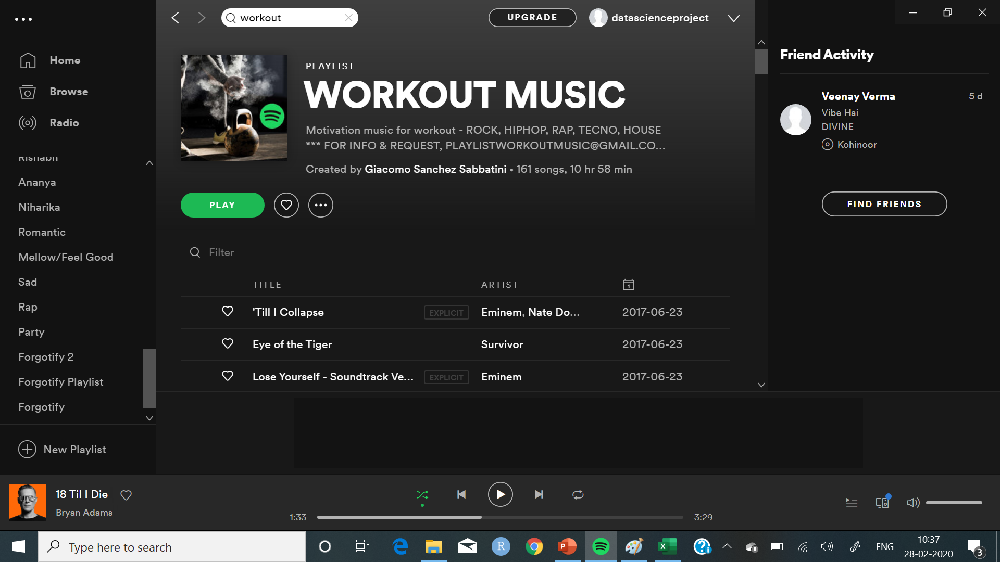 workout
UPGRADE
datascienceproject
Home
Browse
Radio
Rishabh
Ananya
Niharika
Romantic
Mellow/Feel Good
Sad
Rap
Party
Forgotify 2
Forgotify Playlist
Forgotify
New Playlist
PLAYLIST
WORKOUT MUSIC
Motivation music for workout - ROCK, HIPHOP, RAP, TECNO, HOUSE
*** FOR INFO & REQUEST, PLAYLISTWORKOUTMUSIC@GMAIL.CO...
Created by Giacomo Sanchez Sabbatini • 161 songs, 10 hr 58 min
PLAY
Filter
TITLE ARTIST
'Till I Collapse EXPLICIT Eminem, Nate Do... 2017-06-23
Eye of the Tiger Survivor 2017-06-23
Lose Yourself - Soundtrack Ve... EXPLICIT Eminem 2017-06-23
Friend Activity
Veenay Verma 5 d
Vibe Hai
DIVINE
Kohinoor
FIND FRIENDS
18 Til I Die
Bryan Adams
1:33 3:29
Type here to search
ENG
10:37
28-02-2020
3